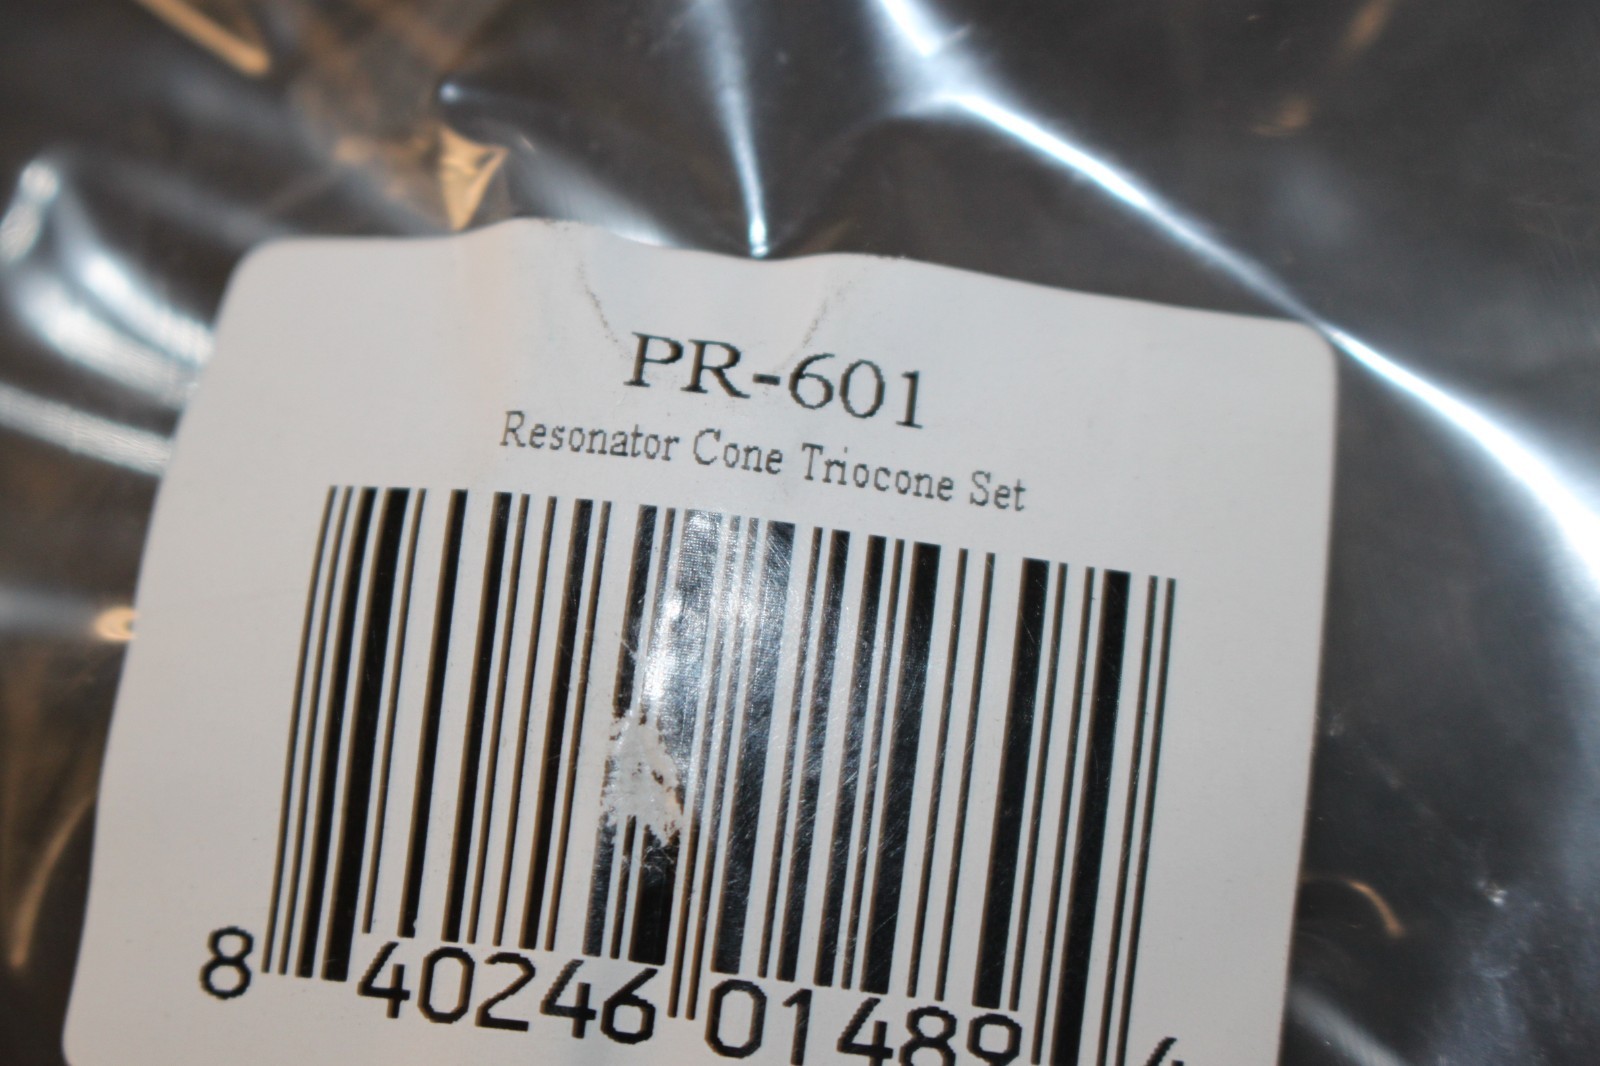 PR-601
Resonator Cone Triocone Set
8 40246 01489 4